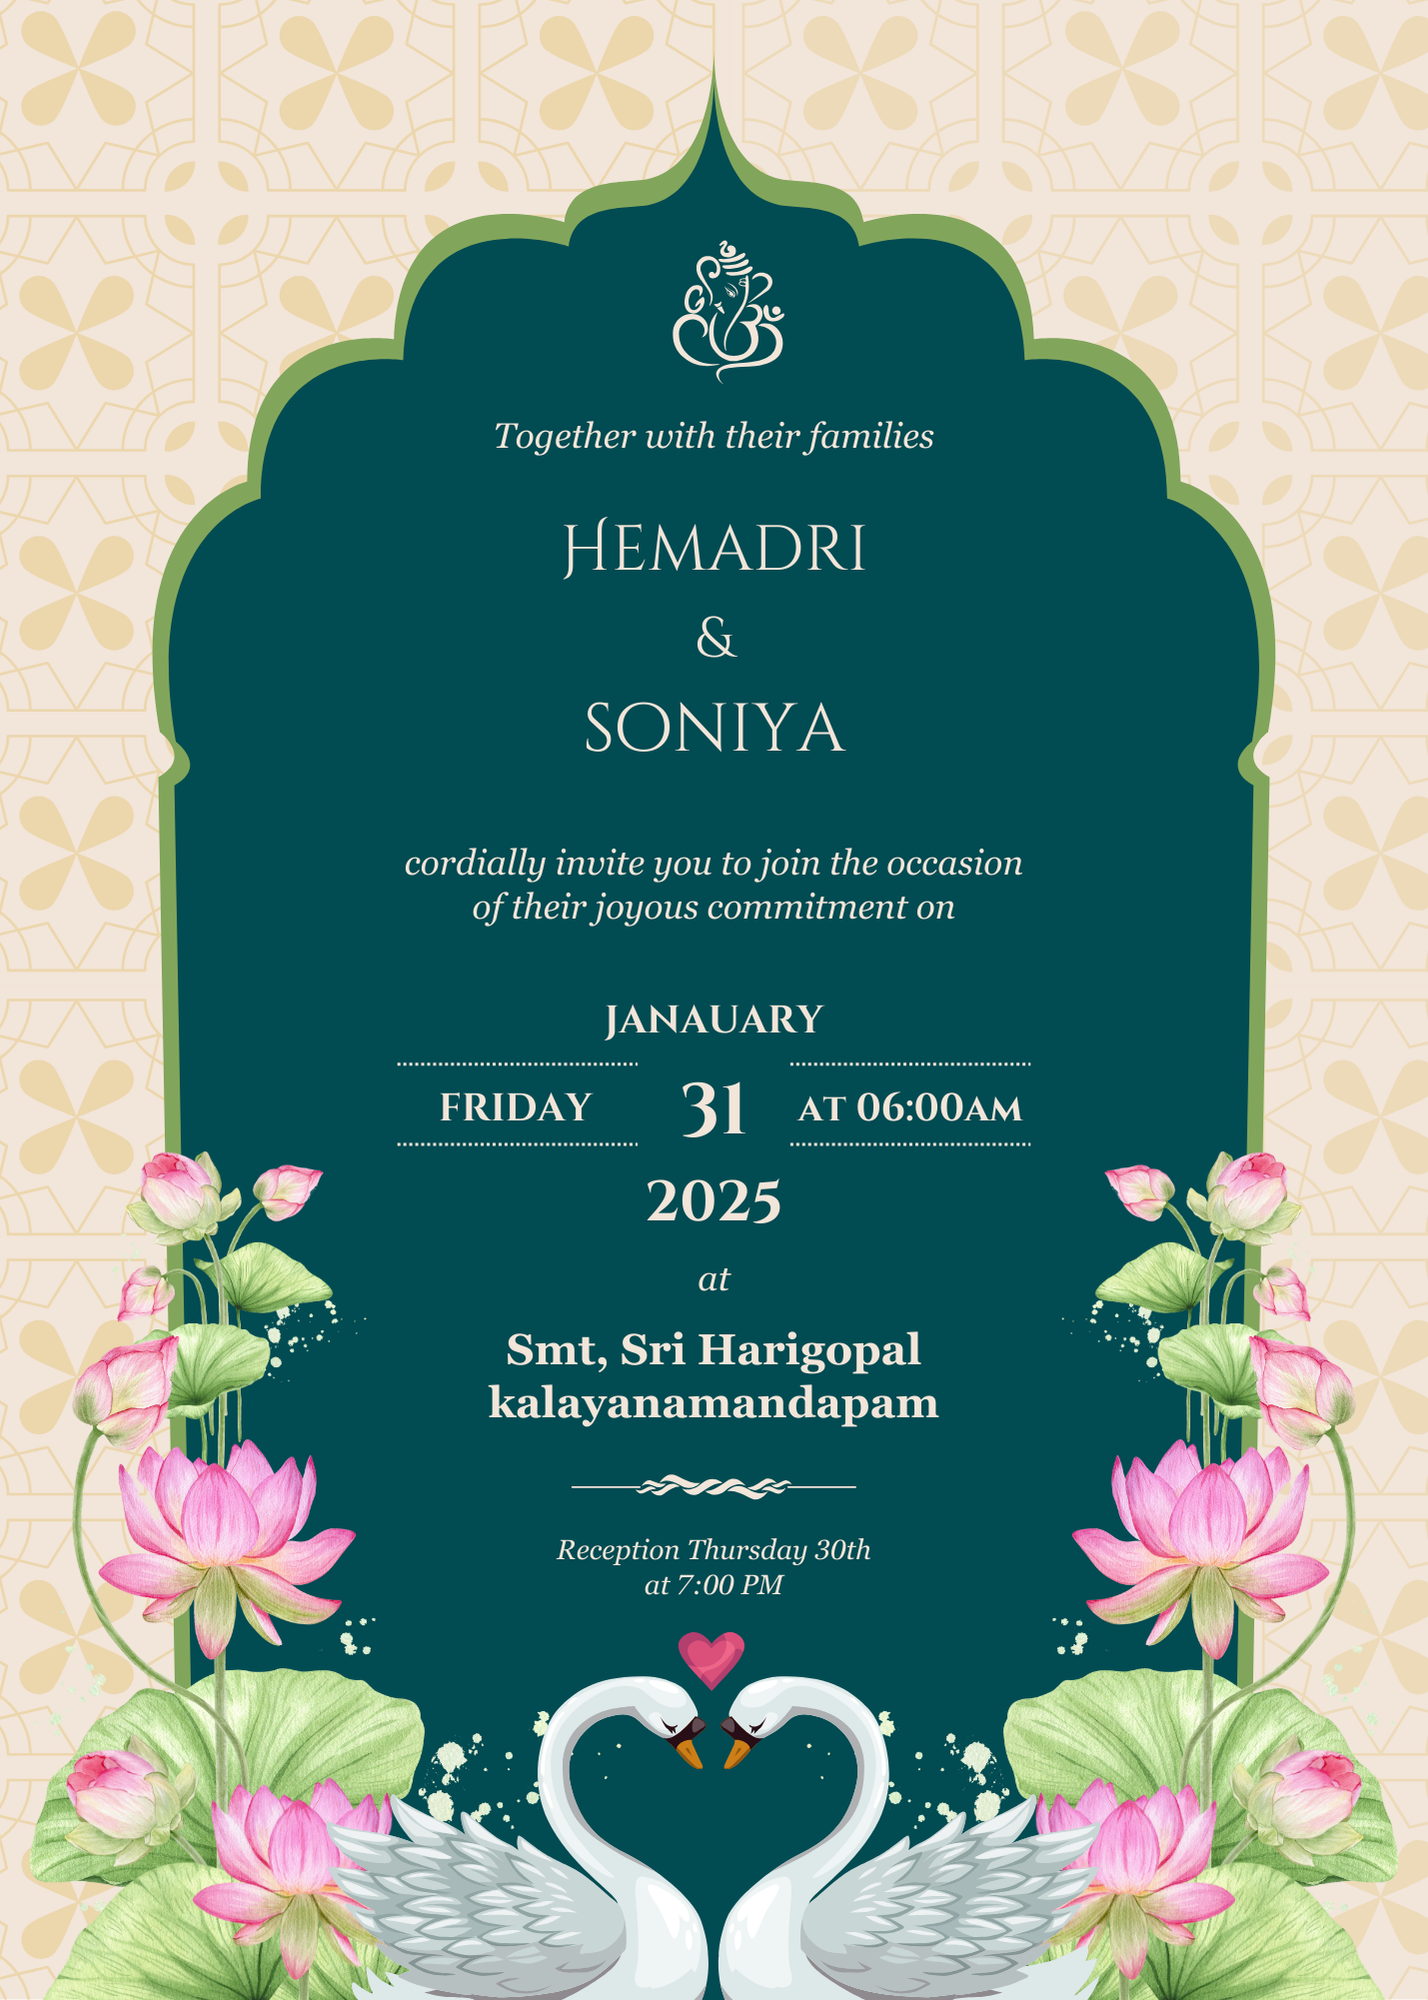 Together with their families
HEMADRI
&
SONIYA
cordially invite you to join the occasion
of their joyous commitment on
JANAUARY
FRIDAY 31 AT 06:00AM
2025
at
Smt, Sri Harigopal
kalayanamandapam
Reception Thursday 30th
at 7:00 PM